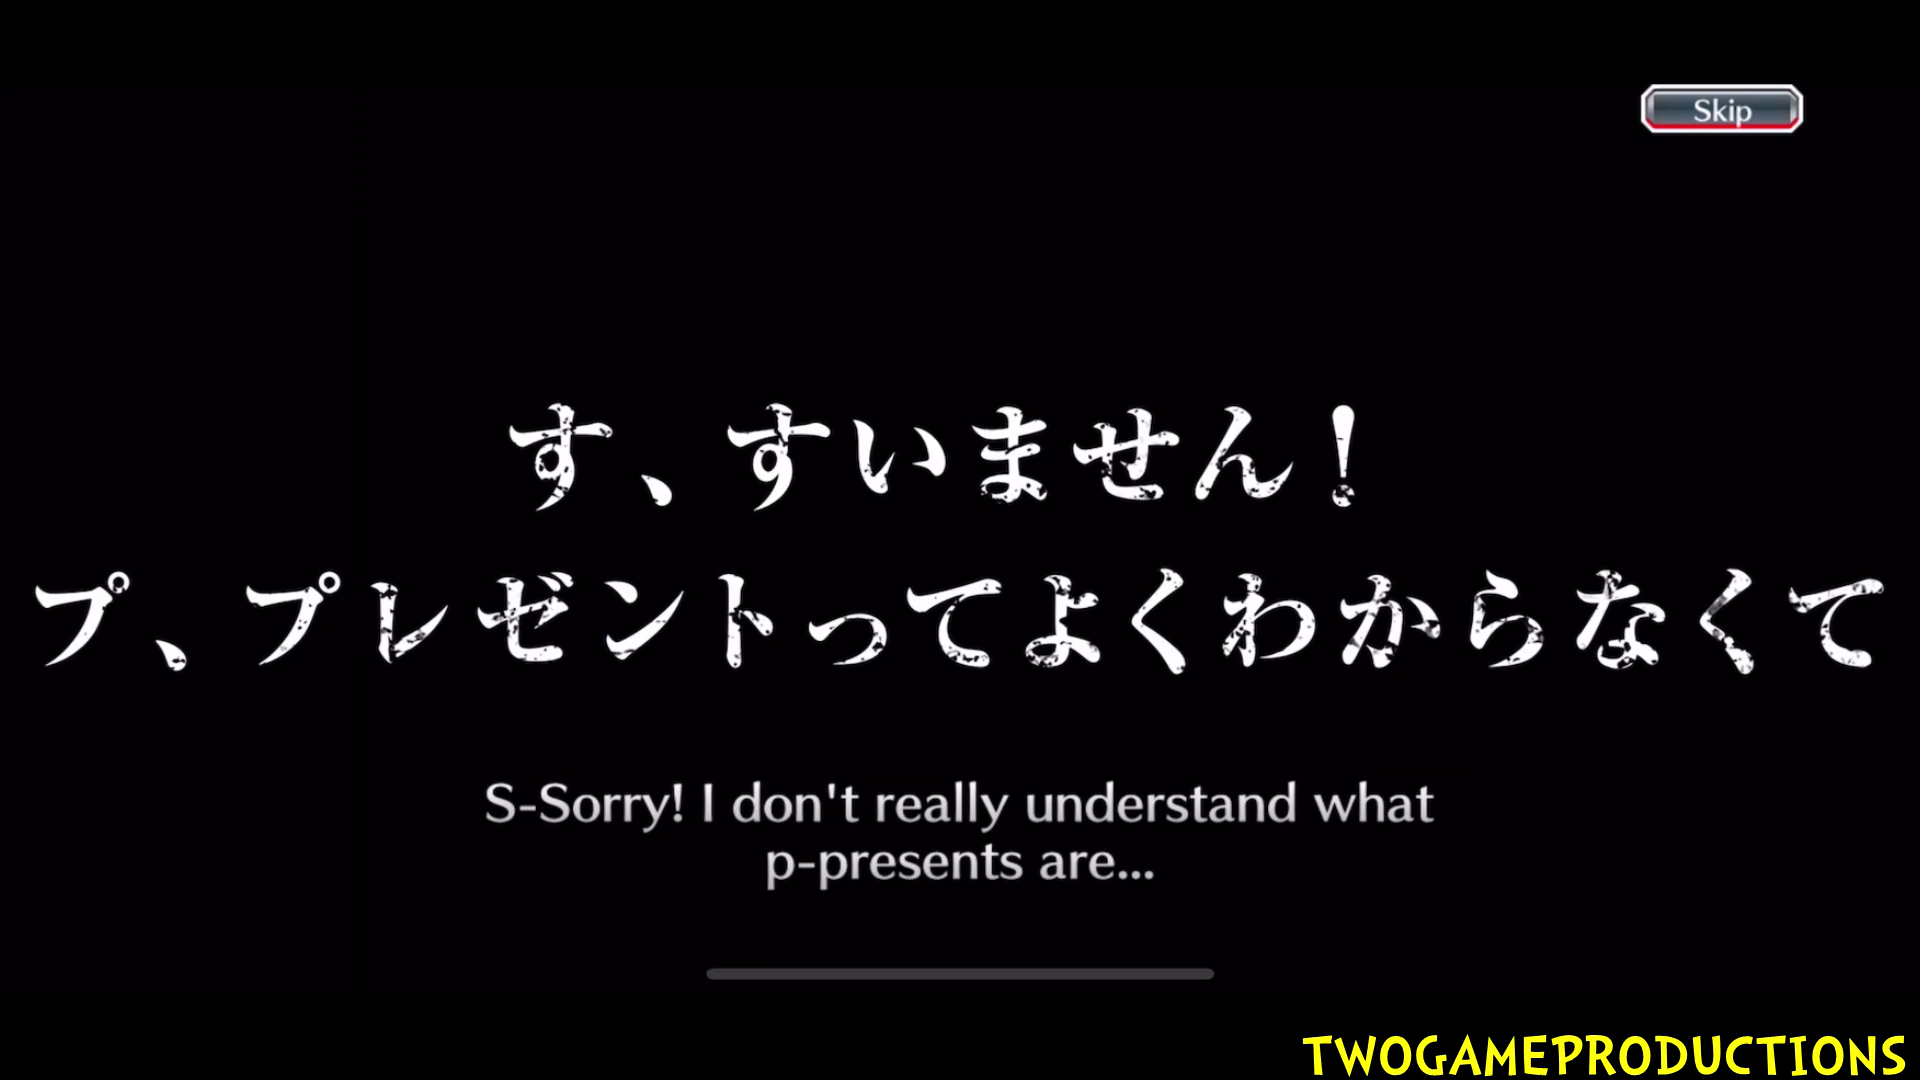 Skip
す、すいません！
プ、プレゼントってよくわからなくて
S-Sorry! I don't really understand what
p-presents are...
TWOGAMEPRODUCTIONS